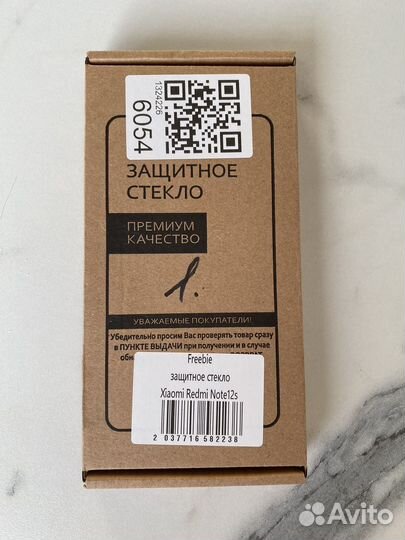 1324226
6054
ЗАЩИТНОЕ
СТЕКЛО
ПРЕМИУМ
КАЧЕСТВО
1.
УВАЖАЕМЫЕ ПОКУПАТЕЛИ!
Убедительно просим Вас проверять товар сразу
в ПУНКТЕ ВЫДАЧИ при получении и в случае
Freebie
защитное стекло
Xiaomi Redmi Note12s
2 037716 582238
Avito